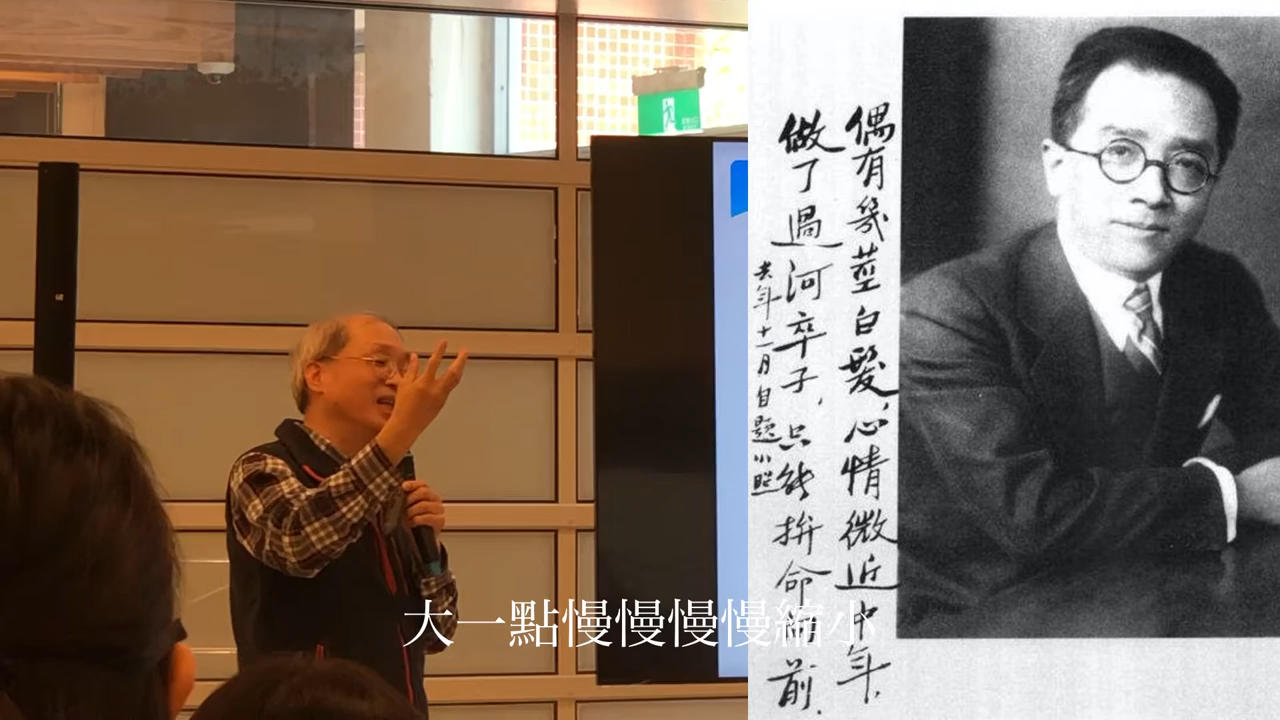 偶有幾莖白髮，心情微近中年，
做了過河卒子，只能拚命向前．
去年十一月自題小照
大一點慢慢慢慢縮小